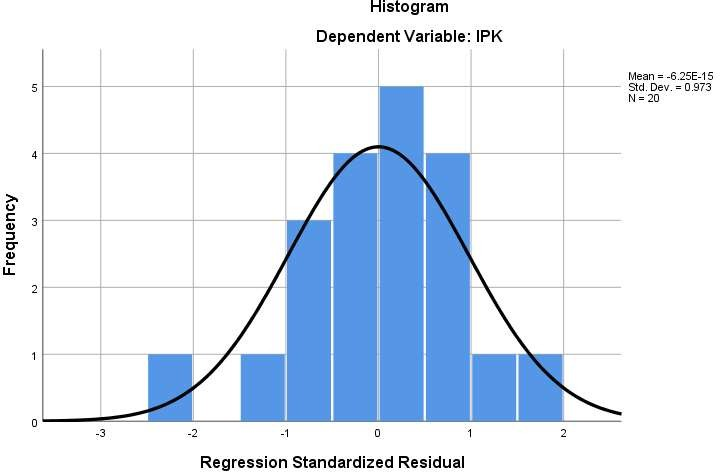 Histogram
Dependent Variable: IPK
Mean = -6.25E-15
Std. Dev. = 0.973
N = 20
5
4
3
2
1
0
Frequency
-3
-2
-1
0
1
2
Regression Standardized Residual